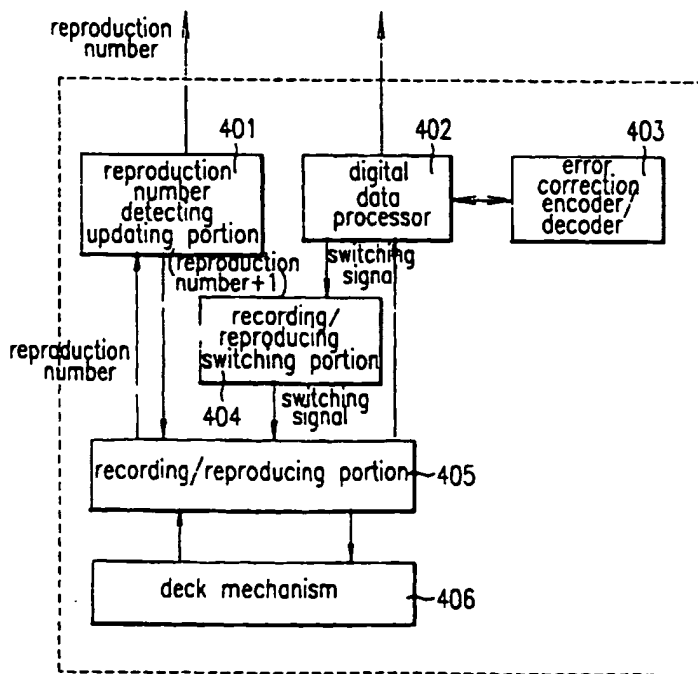 reproduction
number
401
402
403
reproduction
number
detecting
updating portion
digital
data
processor
error
correction
encoder/
decoder
(reproduction
number+1)
switching
signal
recording/
reproducing
switching portion
reproduction
number
404
switching
signal
recording/reproducing portion
405
deck mechanism
406